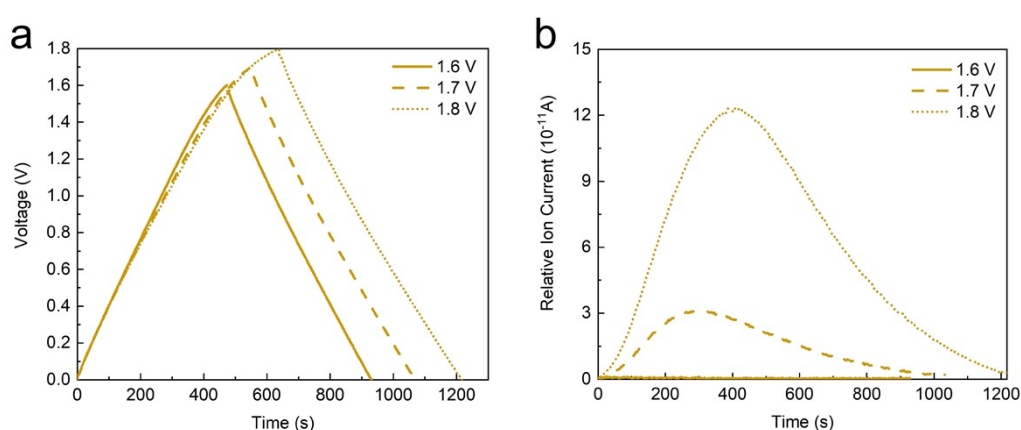 a
1.8
1.6
1.4
1.2
1.0
0.8
0.6
0.4
0.2
0.0
Voltage (V)
1.6 V
1.7 V
1.8 V
0 200 400 600 800 1000 1200
Time (s)
b
15
12
9
6
3
0
Relative Ion Current (10⁻¹¹A)
1.6 V
1.7 V
1.8 V
0 200 400 600 800 1000 1200
Time (s)